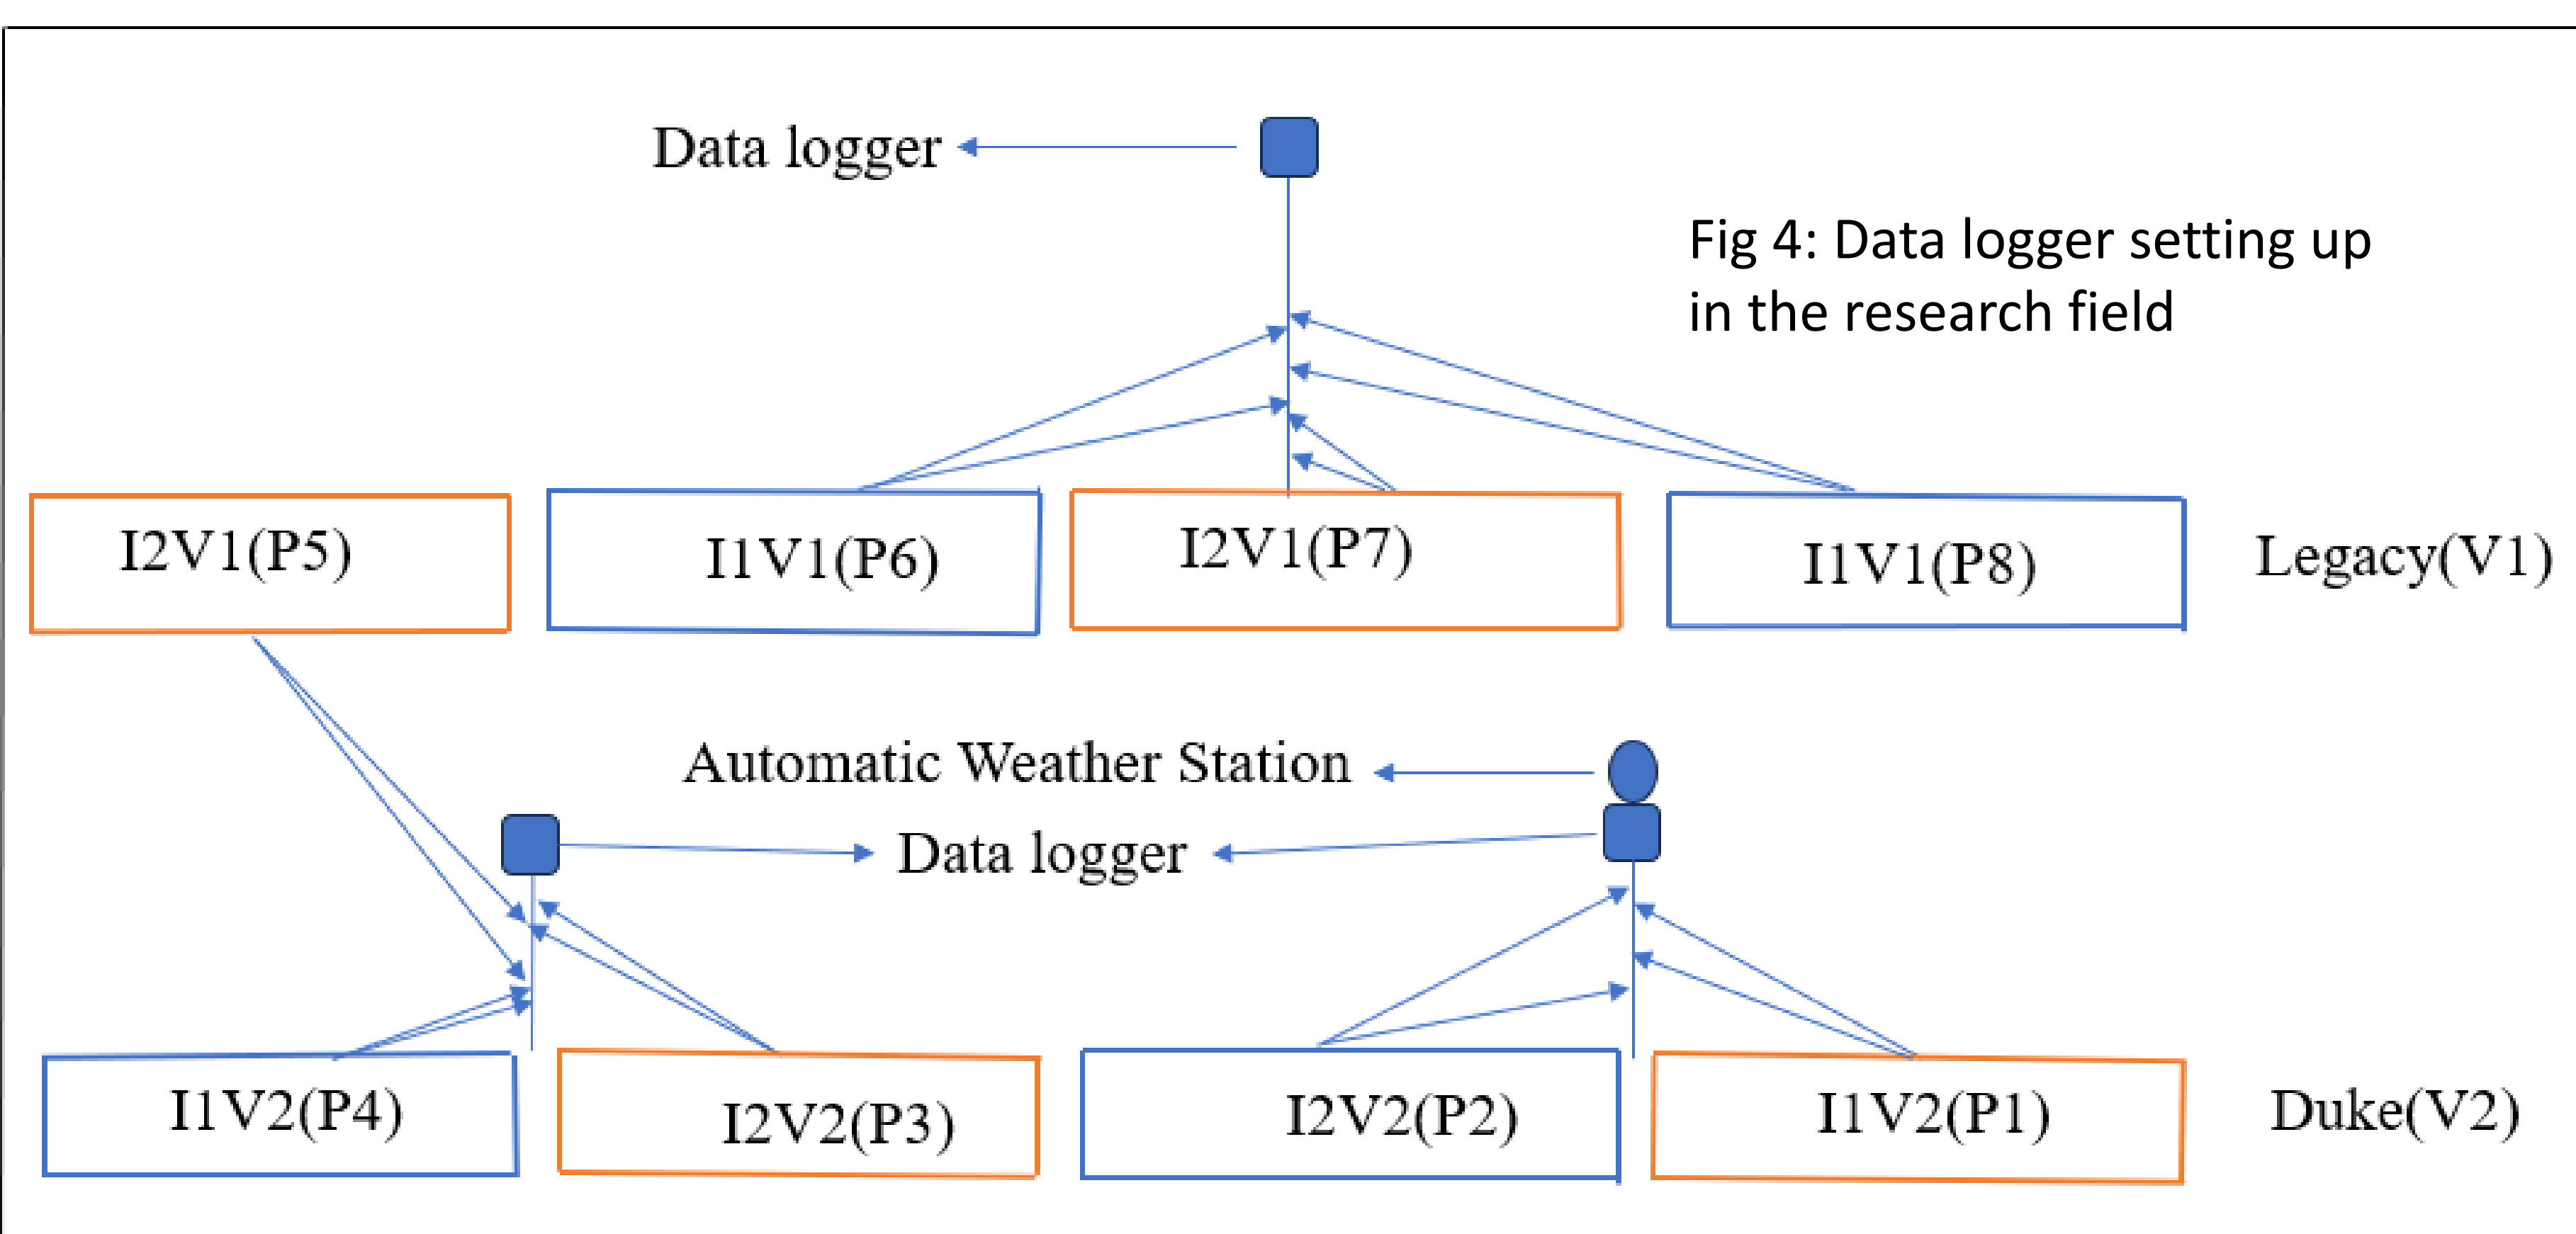 Data logger
Fig 4: Data logger setting up
in the research field
I2V1(P5)
I1V1(P6)
I2V1(P7)
I1V1(P8)
Legacy(V1)
Automatic Weather Station
Data logger
I1V2(P4)
I2V2(P3)
I2V2(P2)
I1V2(P1)
Duke(V2)